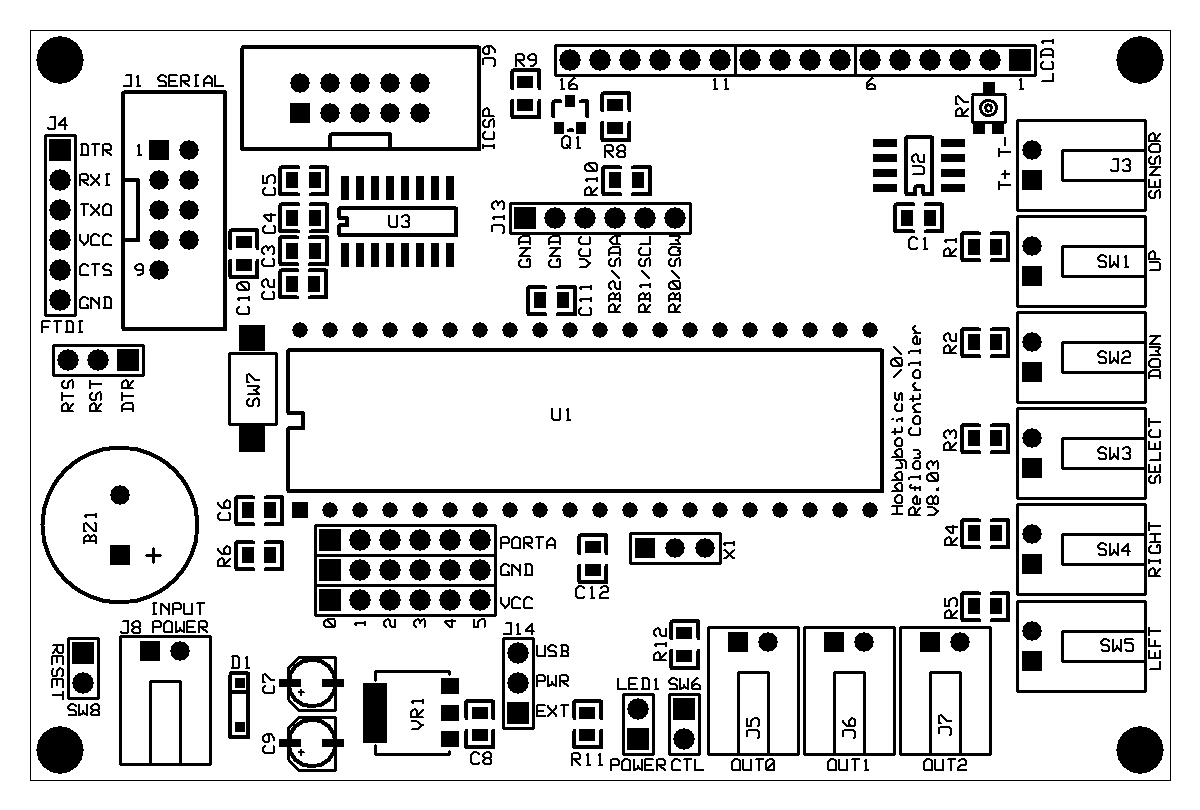 J9
ICSP
R9
16
11
6
1
LCD1
J1 SERIAL
1
9
J4
DTR
RXI
TXO
VCC
CTS
GND
FTDI
Q1
R8
R7
U2
C1
T-
T+
J3
SENSOR
C5
C4
C3
C2
C10
U3
R10
J13
GND
GND
VCC
RB2/SDA
RB1/SCL
RB0/SQW
C11
R1
SW1
UP
R2
SW2
DOWN
R3
SW3
SELECT
R4
SW4
RIGHT
R5
SW5
LEFT
RTS
RST
DTR
SW7
U1
Hobbybotics \0/
Reflow Controller
V8.03
BZ1
+
C6
R6
PORTA
GND
VCC
0
1
2
3
4
5
C12
X1
INPUT
J8 POWER
RESET
SW8
D1
C7
+
C9
+
VR1
C8
J14
USB
PWR
EXT
R11
R12
LED1
POWER
SW6
CTL
J5
OUT0
J6
OUT1
J7
OUT2